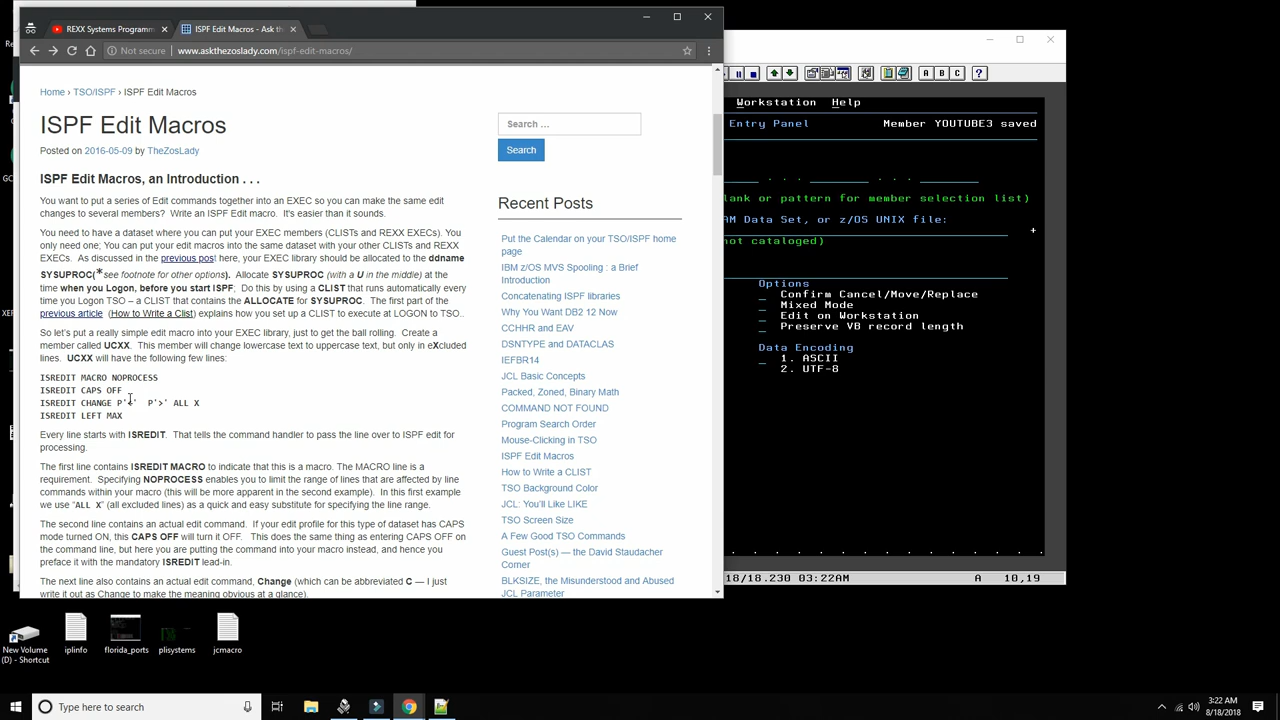 REXX Systems Programm
ISPF Edit Macros - Ask th
Not secure | www.askthezoslady.com/ispf-edit-macros/
Home › TSO/ISPF › ISPF Edit Macros
ISPF Edit Macros
Posted on 2016-05-09 by TheZosLady
ISPF Edit Macros, an Introduction . . .
You want to put a series of Edit commands together into an EXEC so you can make the same edit
changes to several members? Write an ISPF Edit macro. It's easier than it sounds.
You need to have a dataset where you can put your EXEC members (CLISTs and REXX EXECs). You
only need one; You can put your edit macros into the same dataset with your other CLISTs and REXX
EXECs. As discussed in the previous post here, your EXEC library should be allocated to the ddname
SYSUPROC(*see footnote for other options). Allocate SYSUPROC (with a U in the middle) at the
time when you Logon, before you start ISPF; Do this by using a CLIST that runs automatically every
time you Logon TSO – a CLIST that contains the ALLOCATE for SYSUPROC. The first part of the
previous article (How to Write a Clist) explains how you set up a CLIST to execute at LOGON to TSO..
So let's put a really simple edit macro into your EXEC library, just to get the ball rolling. Create a
member called UCXX. This member will change lowercase text to uppercase text, but only in eXcluded
lines. UCXX will have the following few lines:
ISREDIT MACRO NOPROCESS
ISREDIT CAPS OFF
ISREDIT CHANGE P'<' P'>' ALL X
ISREDIT LEFT MAX
Every line starts with ISREDIT. That tells the command handler to pass the line over to ISPF edit for
processing.
The first line contains ISREDIT MACRO to indicate that this is a macro. The MACRO line is a
requirement. Specifying NOPROCESS enables you to limit the range of lines that are affected by line
commands within your macro (this will be more apparent in the second example). In this first example
we use "ALL X" (all excluded lines) as a quick and easy substitute for specifying the line range.
The second line contains an actual edit command. If your edit profile for this type of dataset has CAPS
mode turned ON, this CAPS OFF will turn it OFF. This does the same thing as entering CAPS OFF
on the command line, but here you are putting the command into your macro instead, and hence you
preface it with the mandatory ISREDIT lead-in.
The next line also contains an actual edit command, Change (which can be abbreviated C — I just
write it out as Change to make the meaning obvious at a glance).
Search ...
Search
Recent Posts
Put the Calendar on your TSO/ISPF home
page
IBM z/OS MVS Spooling : a Brief
Introduction
Concatenating ISPF libraries
Why You Want DB2 12 Now
CCHHR and EAV
DSNTYPE and DATACLAS
IEFBR14
JCL Basic Concepts
Packed, Zoned, Binary Math
COMMAND NOT FOUND
Program Search Order
Mouse-Clicking in TSO
ISPF Edit Macros
How to Write a CLIST
TSO Background Color
JCL: You'll Like LIKE
TSO Screen Size
A Few Good TSO Commands
Guest Post(s) — the David Staudacher
Corner
BLKSIZE, the Misunderstood and Abused
JCL Parameter
A B C ?
Workstation Help
Entry Panel Member YOUTUBE3 saved
lank or pattern for member selection list)
AM Data Set, or z/OS UNIX file:
+
not cataloged)
Options
Confirm Cancel/Move/Replace
Mixed Mode
Edit on Workstation
Preserve VB record length
Data Encoding
1. ASCII
2. UTF-8
18/18.230 03:22AM A 10,19
New Volume
(D) - Shortcut
iplinfo
florida_ports
plisystems
jcmacro
Type here to search
3:22 AM
8/18/2018